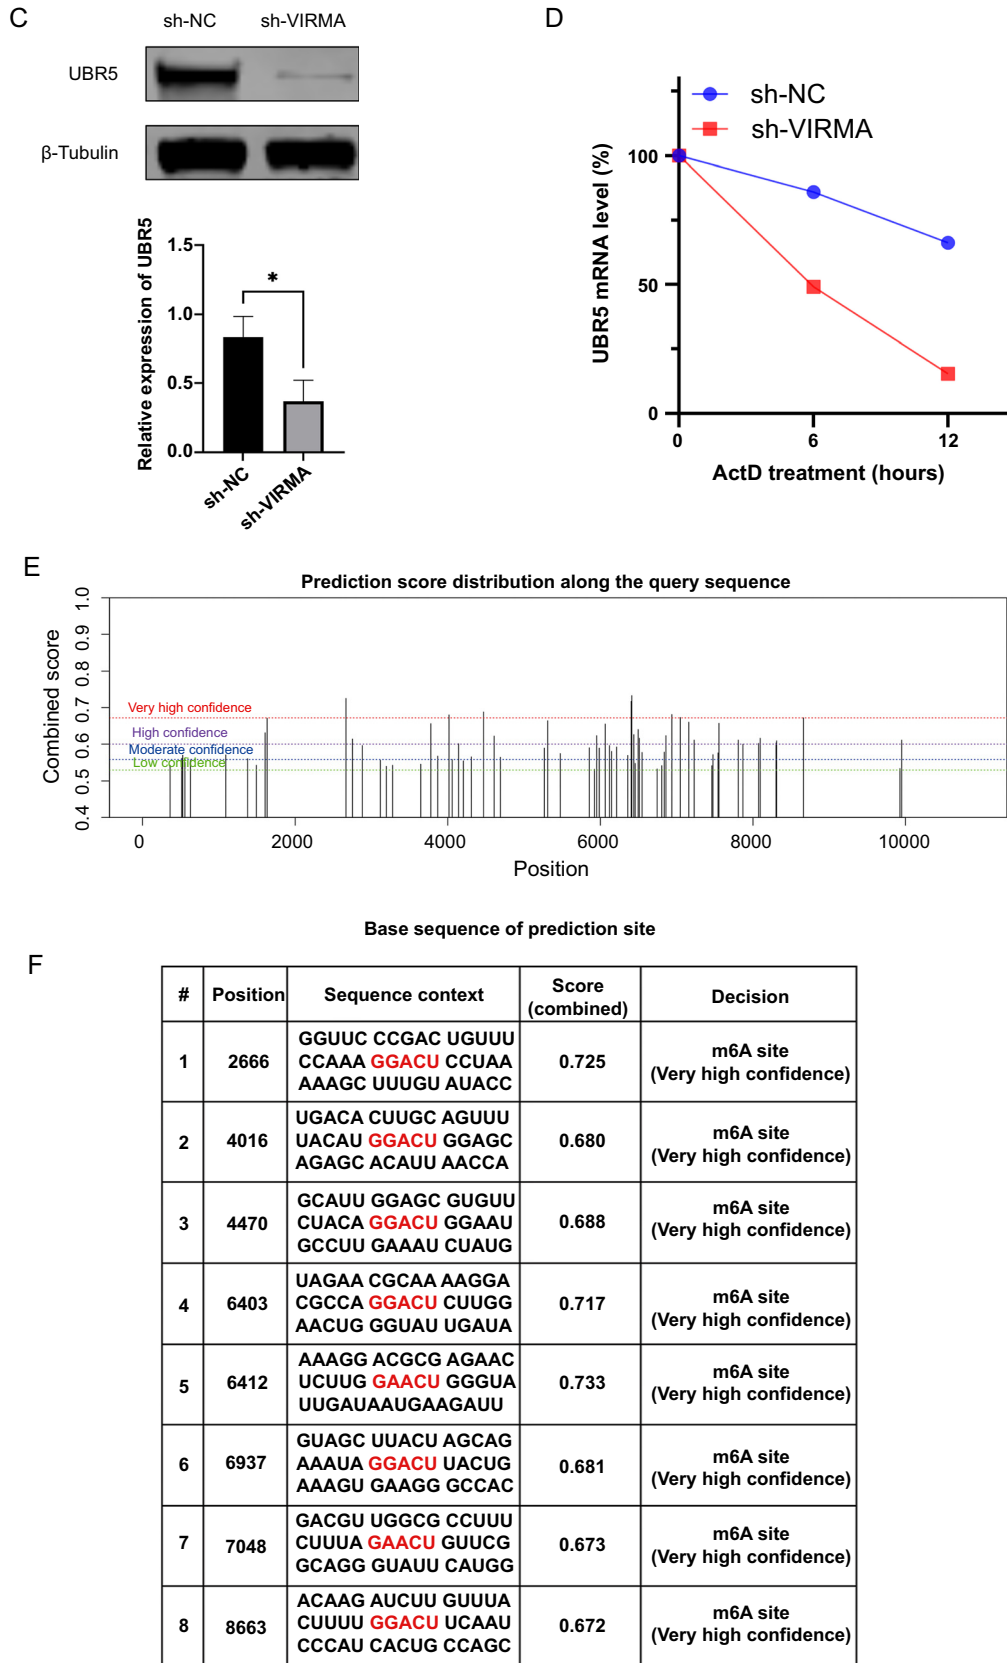 C
sh-NC sh-VIRMA
UBR5
β-Tubulin
Relative expression of UBR5
1.5
1.0
0.5
0.0
*
sh-NC
sh-VIRMA
D
sh-NC
sh-VIRMA
UBR5 mRNA level (%)
100
50
0
0 6 12
ActD treatment (hours)
E
Prediction score distribution along the query sequence
Combined score
1.0
0.9
0.8
0.7
0.6
0.5
0.4
Very high confidence
High confidence
Moderate confidence
Low confidence
0 2000 4000 6000 8000 10000
Position
Base sequence of prediction site
F
# Position Sequence context Score (combined) Decision
1 2666 GGUUC CCGAC UGUUU
CCAAA GGACU CCUAA
AAAGC UUUGU AUACC
0.725 m6A site
(Very high confidence)
2 4016 UGACA CUUGC AGUUU
UACAU GGACU GGAGC
AGAGC ACAUU AACCA
0.680 m6A site
(Very high confidence)
3 4470 GCAUU GGAGC GUGUU
CUACA GGACU GGAAU
GCCUU GAAAU CUAUG
0.688 m6A site
(Very high confidence)
4 6403 UAGAA CGCAA AAGGA
CGCCA GGACU CUUGG
AACUG GGUAU UGAUA
0.717 m6A site
(Very high confidence)
5 6412 AAAGG ACGCG AGAAC
UCUUG GAACU GGGUA
UUGAUAAUGAAGAUU
0.733 m6A site
(Very high confidence)
6 6937 GUAGC UUACU AGCAG
AAAUA GGACU UACUG
AAAGU GAAGG GCCAC
0.681 m6A site
(Very high confidence)
7 7048 GACGU UGGCG CCUUU
CUUUA GAACU GUUCG
GCAGG GUAUU CAUGG
0.673 m6A site
(Very high confidence)
8 8663 ACAAG AUCUU GUUUA
CUUUU GGACU UCAAU
CCCAU CACUG CCAGC
0.672 m6A site
(Very high confidence)